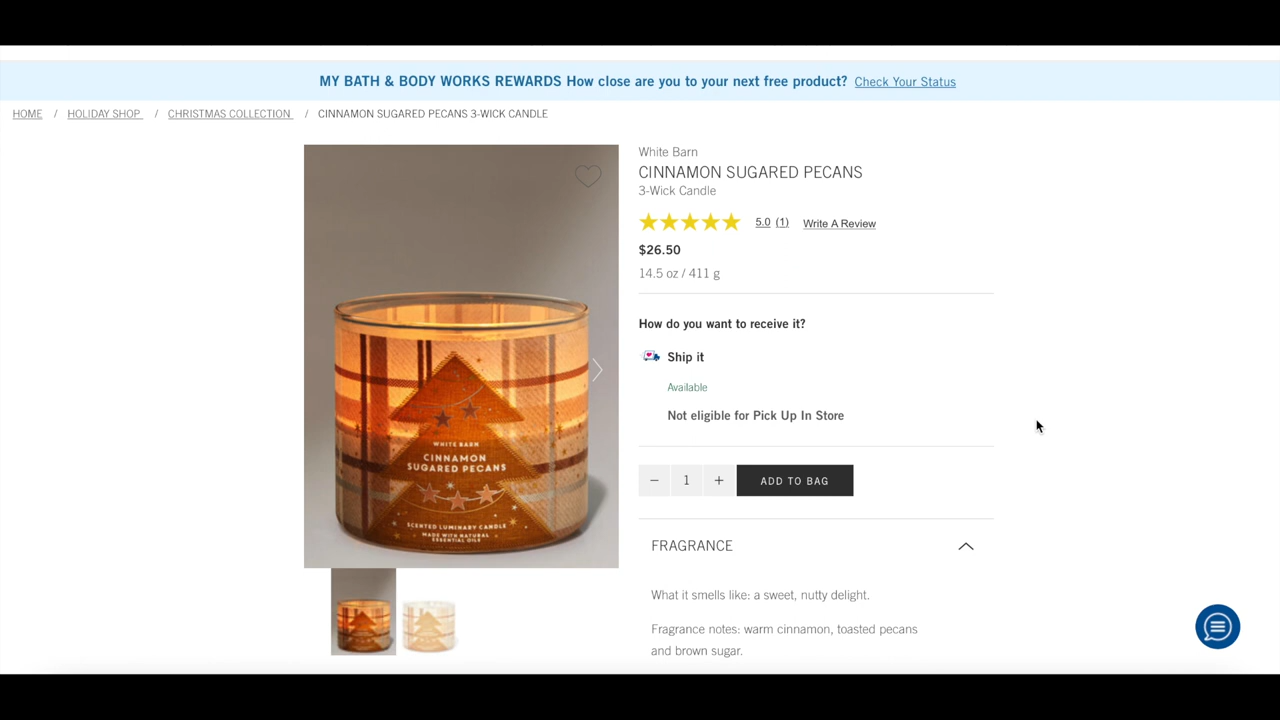 MY BATH & BODY WORKS REWARDS How close are you to your next free product? Check Your Status
HOME / HOLIDAY SHOP / CHRISTMAS COLLECTION / CINNAMON SUGARED PECANS 3-WICK CANDLE
White Barn
CINNAMON SUGARED PECANS
3-Wick Candle
5.0 (1) Write A Review
$26.50
14.5 oz / 411 g
How do you want to receive it?
Ship it
Available
Not eligible for Pick Up In Store
− 1 + ADD TO BAG
FRAGRANCE
What it smells like: a sweet, nutty delight.
Fragrance notes: warm cinnamon, toasted pecans
and brown sugar.
WHITE BARN
CINNAMON
SUGARED PECANS
SCENTED LUMINARY CANDLE
MADE WITH NATURAL
ESSENTIAL OILS